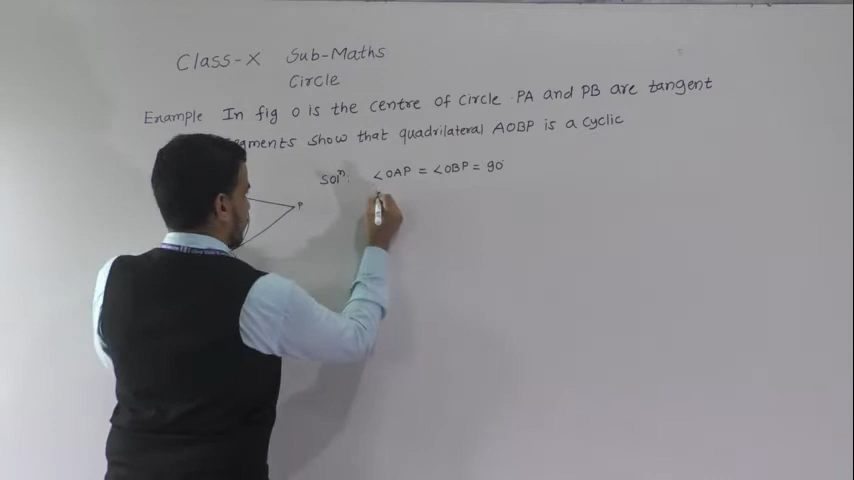 Class-X Sub-Maths
Circle
Example In fig O is the centre of circle PA and PB are tangent
show that quadrilateral AOBP is a cyclic
Solⁿ. ∠OAP = ∠OBP = 90°
P